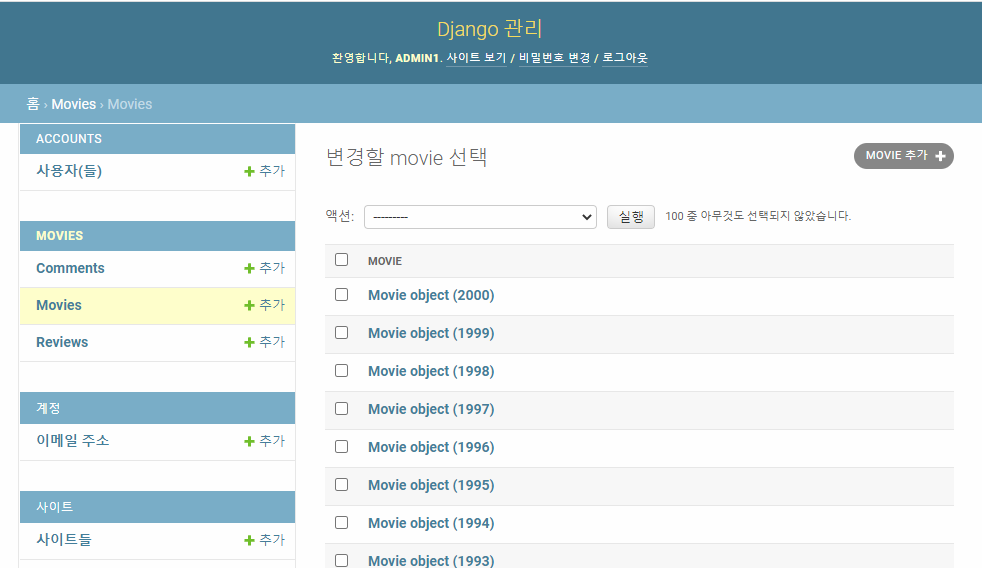 Django 관리
환영합니다, ADMIN1. 사이트 보기 / 비밀번호 변경 / 로그아웃
홈 › Movies › Movies
ACCOUNTS
사용자(들) + 추가
MOVIES
Comments + 추가
Movies + 추가
Reviews + 추가
계정
이메일 주소 + 추가
사이트
사이트들 + 추가
변경할 movie 선택
MOVIE 추가 +
액션: --------- 실행 100 중 아무것도 선택되지 않았습니다.
MOVIE
Movie object (2000)
Movie object (1999)
Movie object (1998)
Movie object (1997)
Movie object (1996)
Movie object (1995)
Movie object (1994)
Movie object (1993)